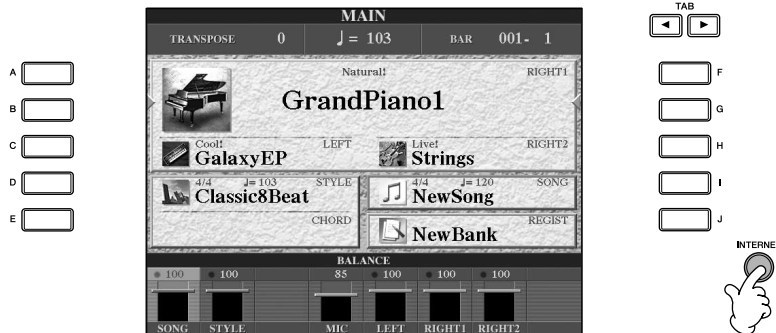 MAIN
TAB
TRANSPOSE 0 ♩= 103 BAR 001- 1
Natural! RIGHT1
GrandPiano1
Cool! LEFT
GalaxyEP
Live! RIGHT2
Strings
4/4 ♩= 103 STYLE
Classic8Beat
4/4 ♩= 120 SONG
NewSong
CHORD
REGIST
NewBank
BALANCE
100 100 85 100 100 100
SONG STYLE MIC LEFT RIGHT1 RIGHT2
A
B
C
D
E
F
G
H
I
J
INTERNE